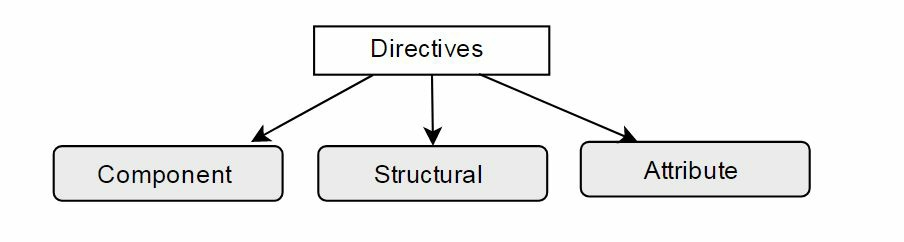 Directives
Component
Structural
Attribute